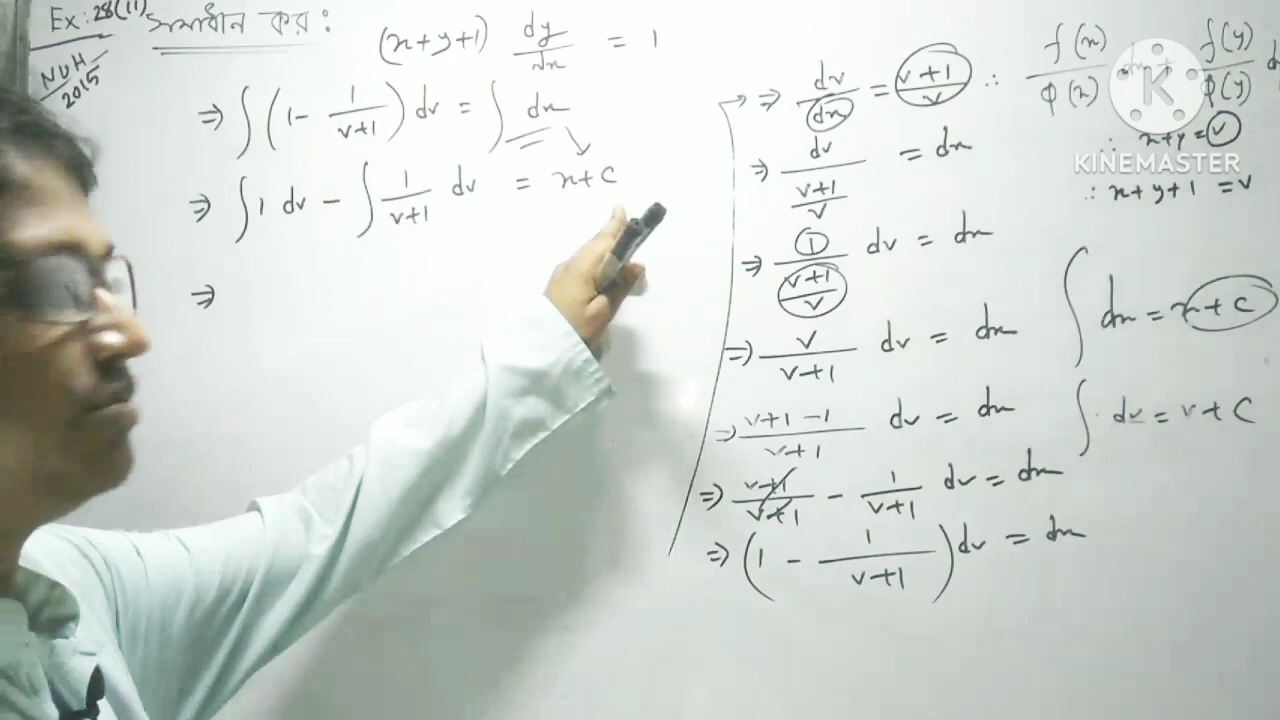 Ex: 28(11) সমাধান কর:
NUH 2015
(x+y+1) dy/dx = 1
⇒ ∫(1 - 1/(v+1)) dv = ∫ dx
⇒ ∫ 1 dv - ∫ 1/(v+1) dv = x + c
⇒
⇒ dv/dx = (v+1)/v
∴ f(x)/φ(x) dx + f(y)/φ(y) d
⇒ dv/((v+1)/v) = dx
∴ x+y = v
∴ x+y+1 = v
⇒ 1/((v+1)/v) dv = dx
⇒ v/(v+1) dv = dx
⇒ (v+1-1)/(v+1) dv = dx
⇒ (v+1)/(v+1) - 1/(v+1) dv = dx
⇒ (1 - 1/(v+1)) dv = dx
∫ dx = x + c
∫ dv = v + c
K
KINEMASTER